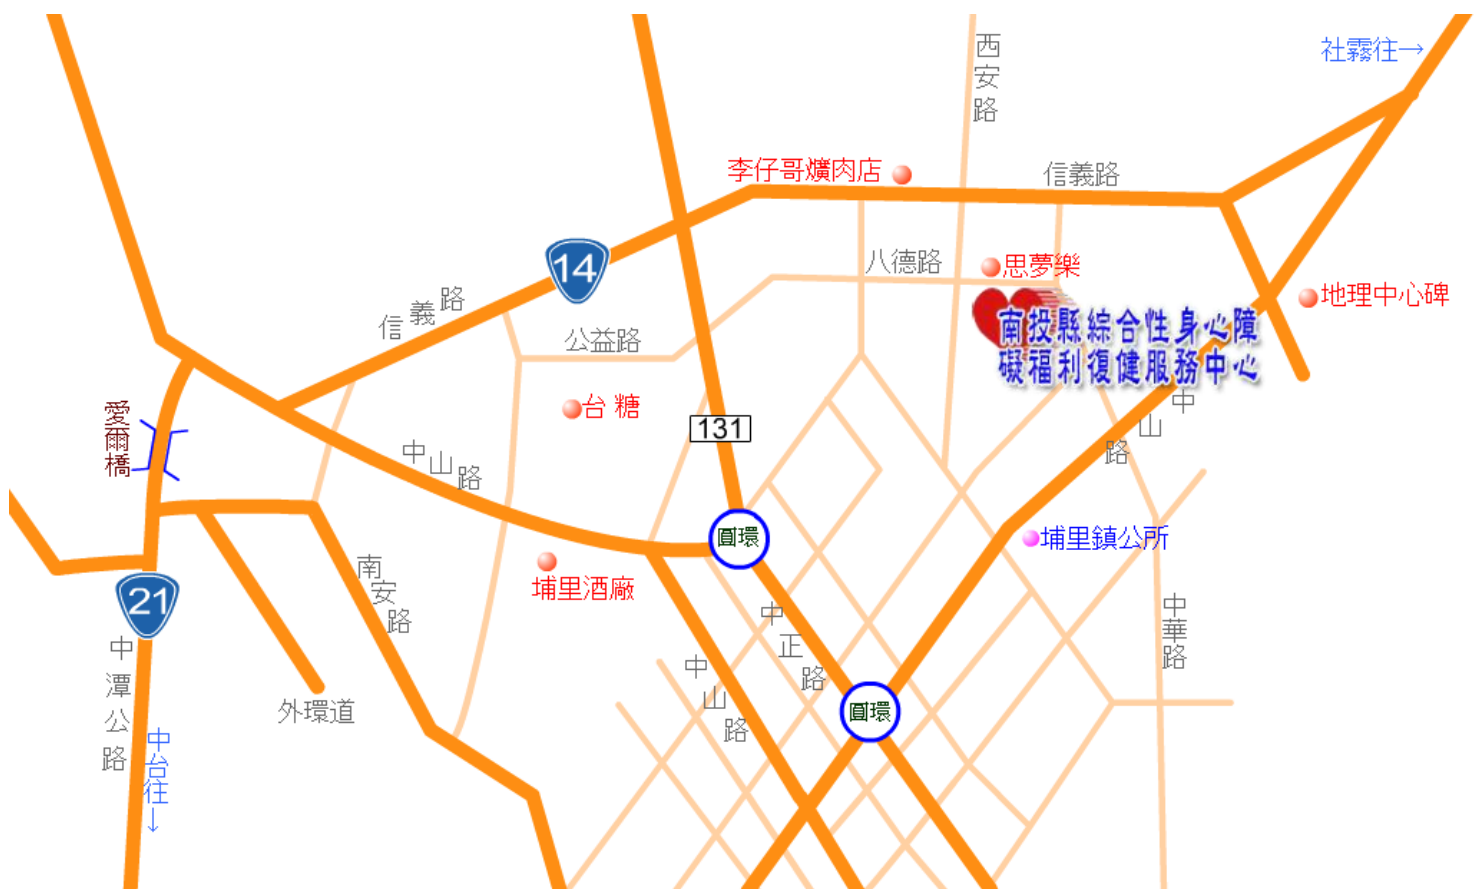 西安路
社霧往→
李仔哥爌肉店
信義路
八德路
思夢樂
14
地理中心碑
信義路
南投縣綜合性身心障
礙福利復健服務中心
公益路
愛爾橋
台糖
131
中山路
中山路
圓環
埔里鎮公所
埔里酒廠
南安路
21
中正路
中華路
中潭公路
中山路
外環道
圓環
中台往→